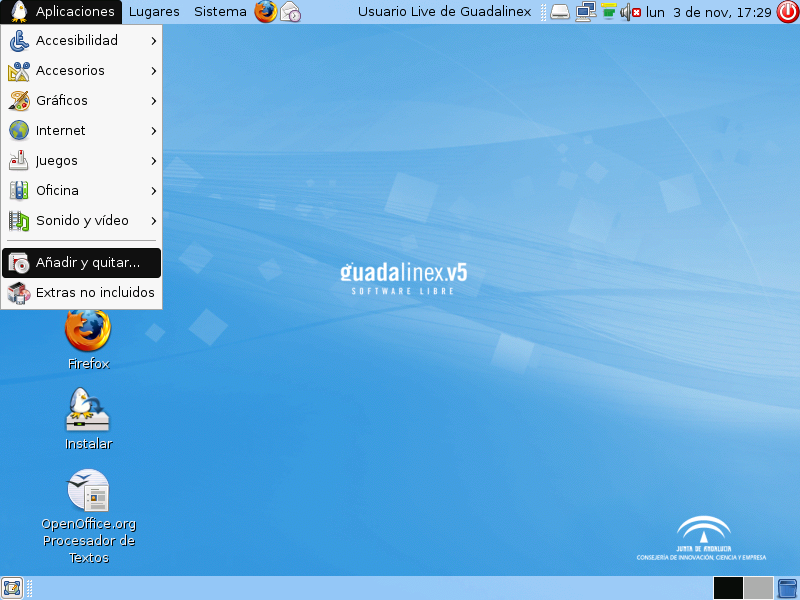 Aplicaciones Lugares Sistema Usuario Live de Guadalinex lun 3 de nov, 17:29
Accesibilidad
Accesorios
Gráficos
Internet
Juegos
Oficina
Sonido y vídeo
Añadir y quitar...
Extras no incluidos
guadalinex.v5
SOFTWARE LIBRE
Firefox
Instalar
OpenOffice.org
Procesador de
Textos
JUNTA DE ANDALUCIA
CONSEJERÍA DE INNOVACIÓN, CIENCIA Y EMPRESA